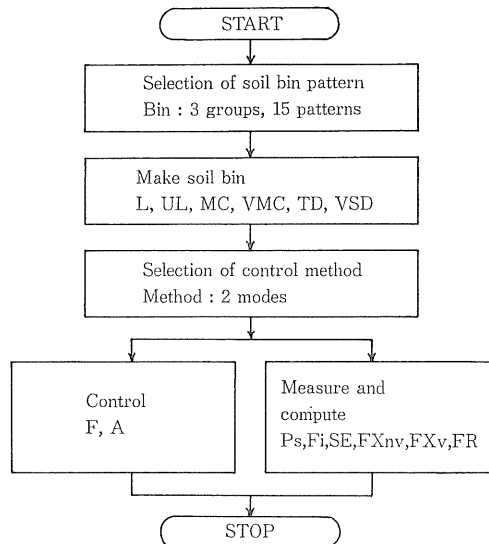 START
Selection of soil bin pattern
Bin : 3 groups, 15 patterns
Make soil bin
L, UL, MC, VMC, TD, VSD
Selection of control method
Method : 2 modes
Control
F, A
Measure and
compute
Ps,Fi,SE,FXnv,FXv,FR
STOP